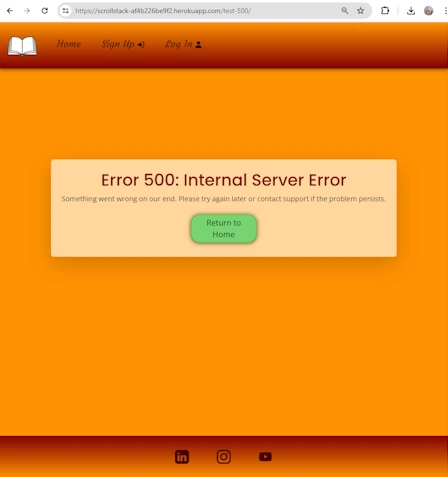 https://scrollstack-af4b226be9f2.herokuapp.com/test-500/
Home Sign Up Log In
Error 500: Internal Server Error
Something went wrong on our end. Please try again later or contact support if the problem persists.
Return to
Home